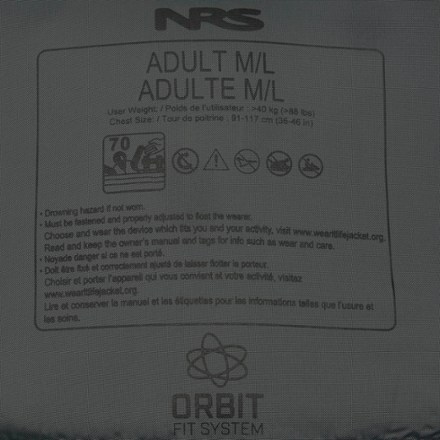 NRS
ADULT M/L
ADULTE M/L
User Weight: / Poids de l'utilisateur : >40 kg (>88 lbs)
Chest Size: / Tour de poitrine : 91-117 cm (36-46 in)
70
• Drowning hazard if not worn.
• Must be fastened and properly adjusted to float the wearer.
Choose and wear the device which fits you and your activity, visit www.wearitlifejacket.org.
Read and keep the owner's manual and tags for info such as wear and care.
• Noyade danger si ce ne est porté.
• Doit être fixé et correctement ajusté de laisser flotter le porteur.
Choisir et porter l'appareil qui vous convient et votre activité, visitez
www.wearitlifejacket.org.
Lire et conserver le manuel et les étiquettes pour les informations telles que l'usure et
les soins.
ORBIT
FIT SYSTEM